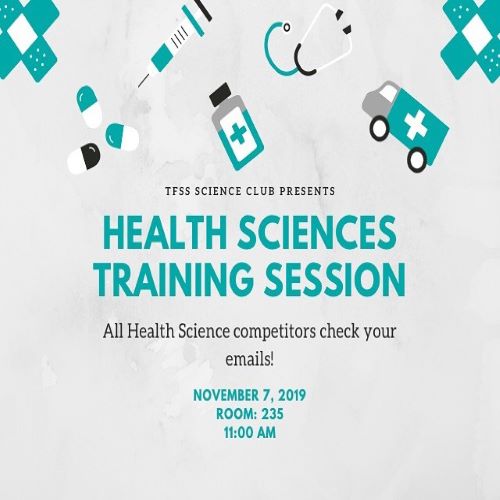 TFSS SCIENCE CLUB PRESENTS
HEALTH SCIENCES
TRAINING SESSION
All Health Science competitors check your
emails!
NOVEMBER 7, 2019
ROOM: 235
11:00 AM